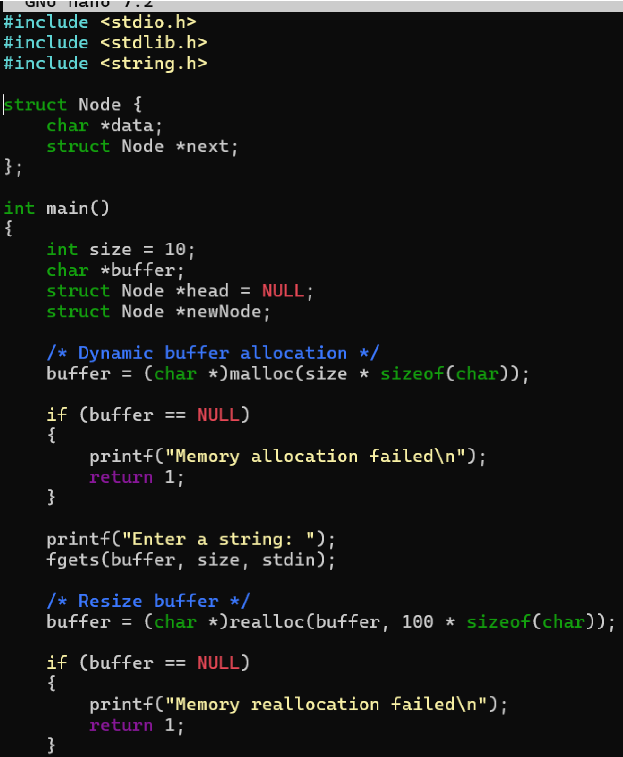 GNU nano 7.2
#include <stdio.h>
#include <stdlib.h>
#include <string.h>
struct Node {
    char *data;
    struct Node *next;
};
int main()
{
    int size = 10;
    char *buffer;
    struct Node *head = NULL;
    struct Node *newNode;
    /* Dynamic buffer allocation */
    buffer = (char *)malloc(size * sizeof(char));
    if (buffer == NULL)
    {
        printf("Memory allocation failed\n");
        return 1;
    }
    printf("Enter a string: ");
    fgets(buffer, size, stdin);
    /* Resize buffer */
    buffer = (char *)realloc(buffer, 100 * sizeof(char));
    if (buffer == NULL)
    {
        printf("Memory reallocation failed\n");
        return 1;
    }